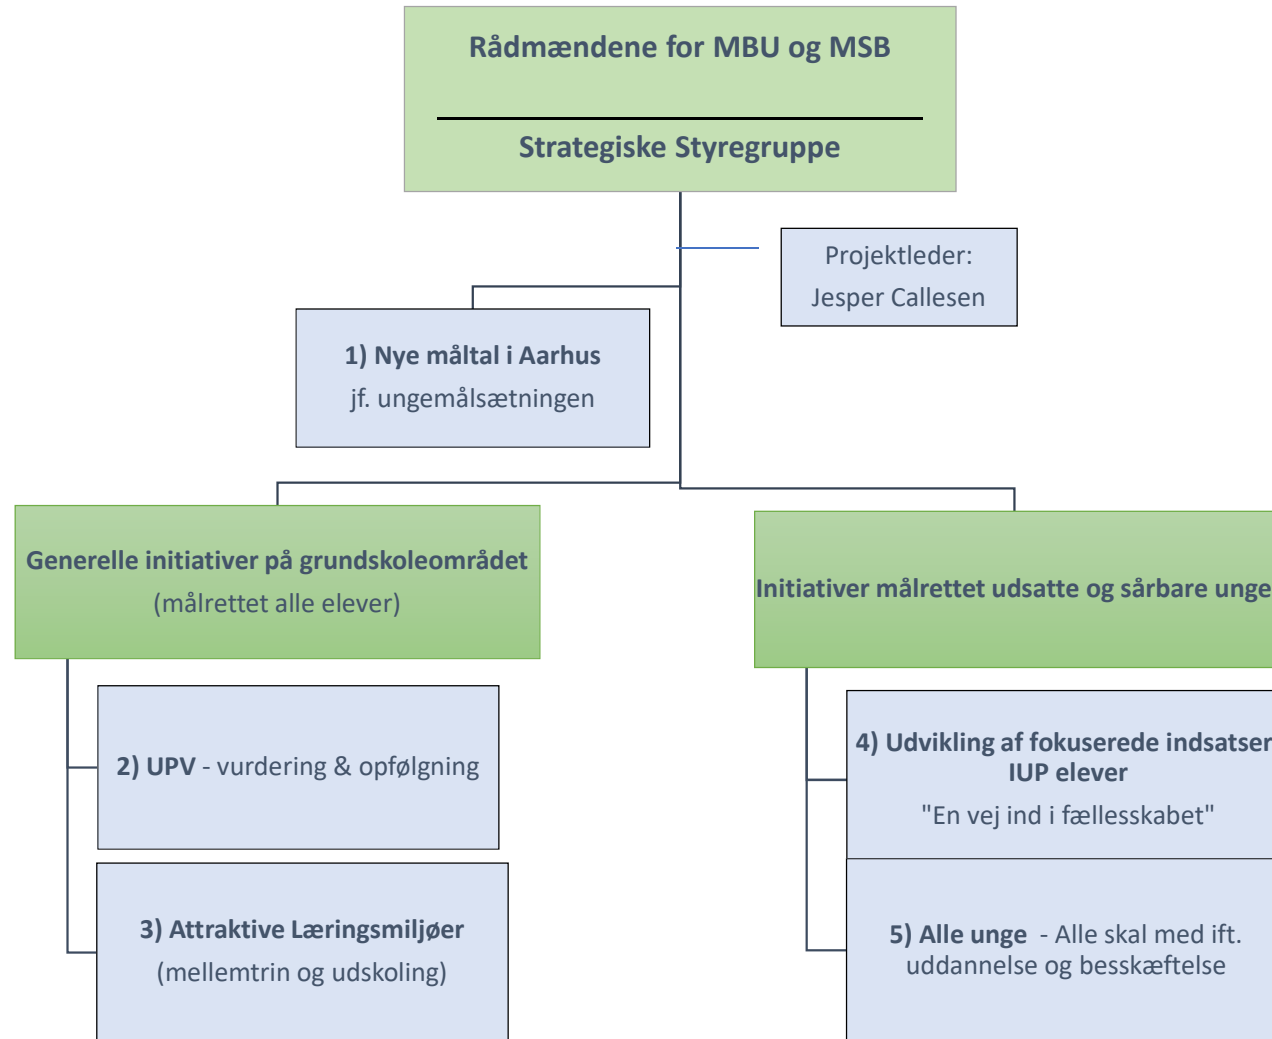 Rådmændene for MBU og MSB
Strategiske Styregruppe
Projektleder:
Jesper Callesen
1) Nye måltal i Aarhus
jf. ungemålsætningen
Generelle initiativer på grundskoleområdet
(målrettet alle elever)
2) UPV - vurdering & opfølgning
3) Attraktive Læringsmiljøer
(mellemtrin og udskoling)
Initiativer målrettet udsatte og sårbare unge
4) Udvikling af fokuserede indsatser
IUP elever
"En vej ind i fællesskabet"
5) Alle unge - Alle skal med ift.
uddannelse og besskæftelse